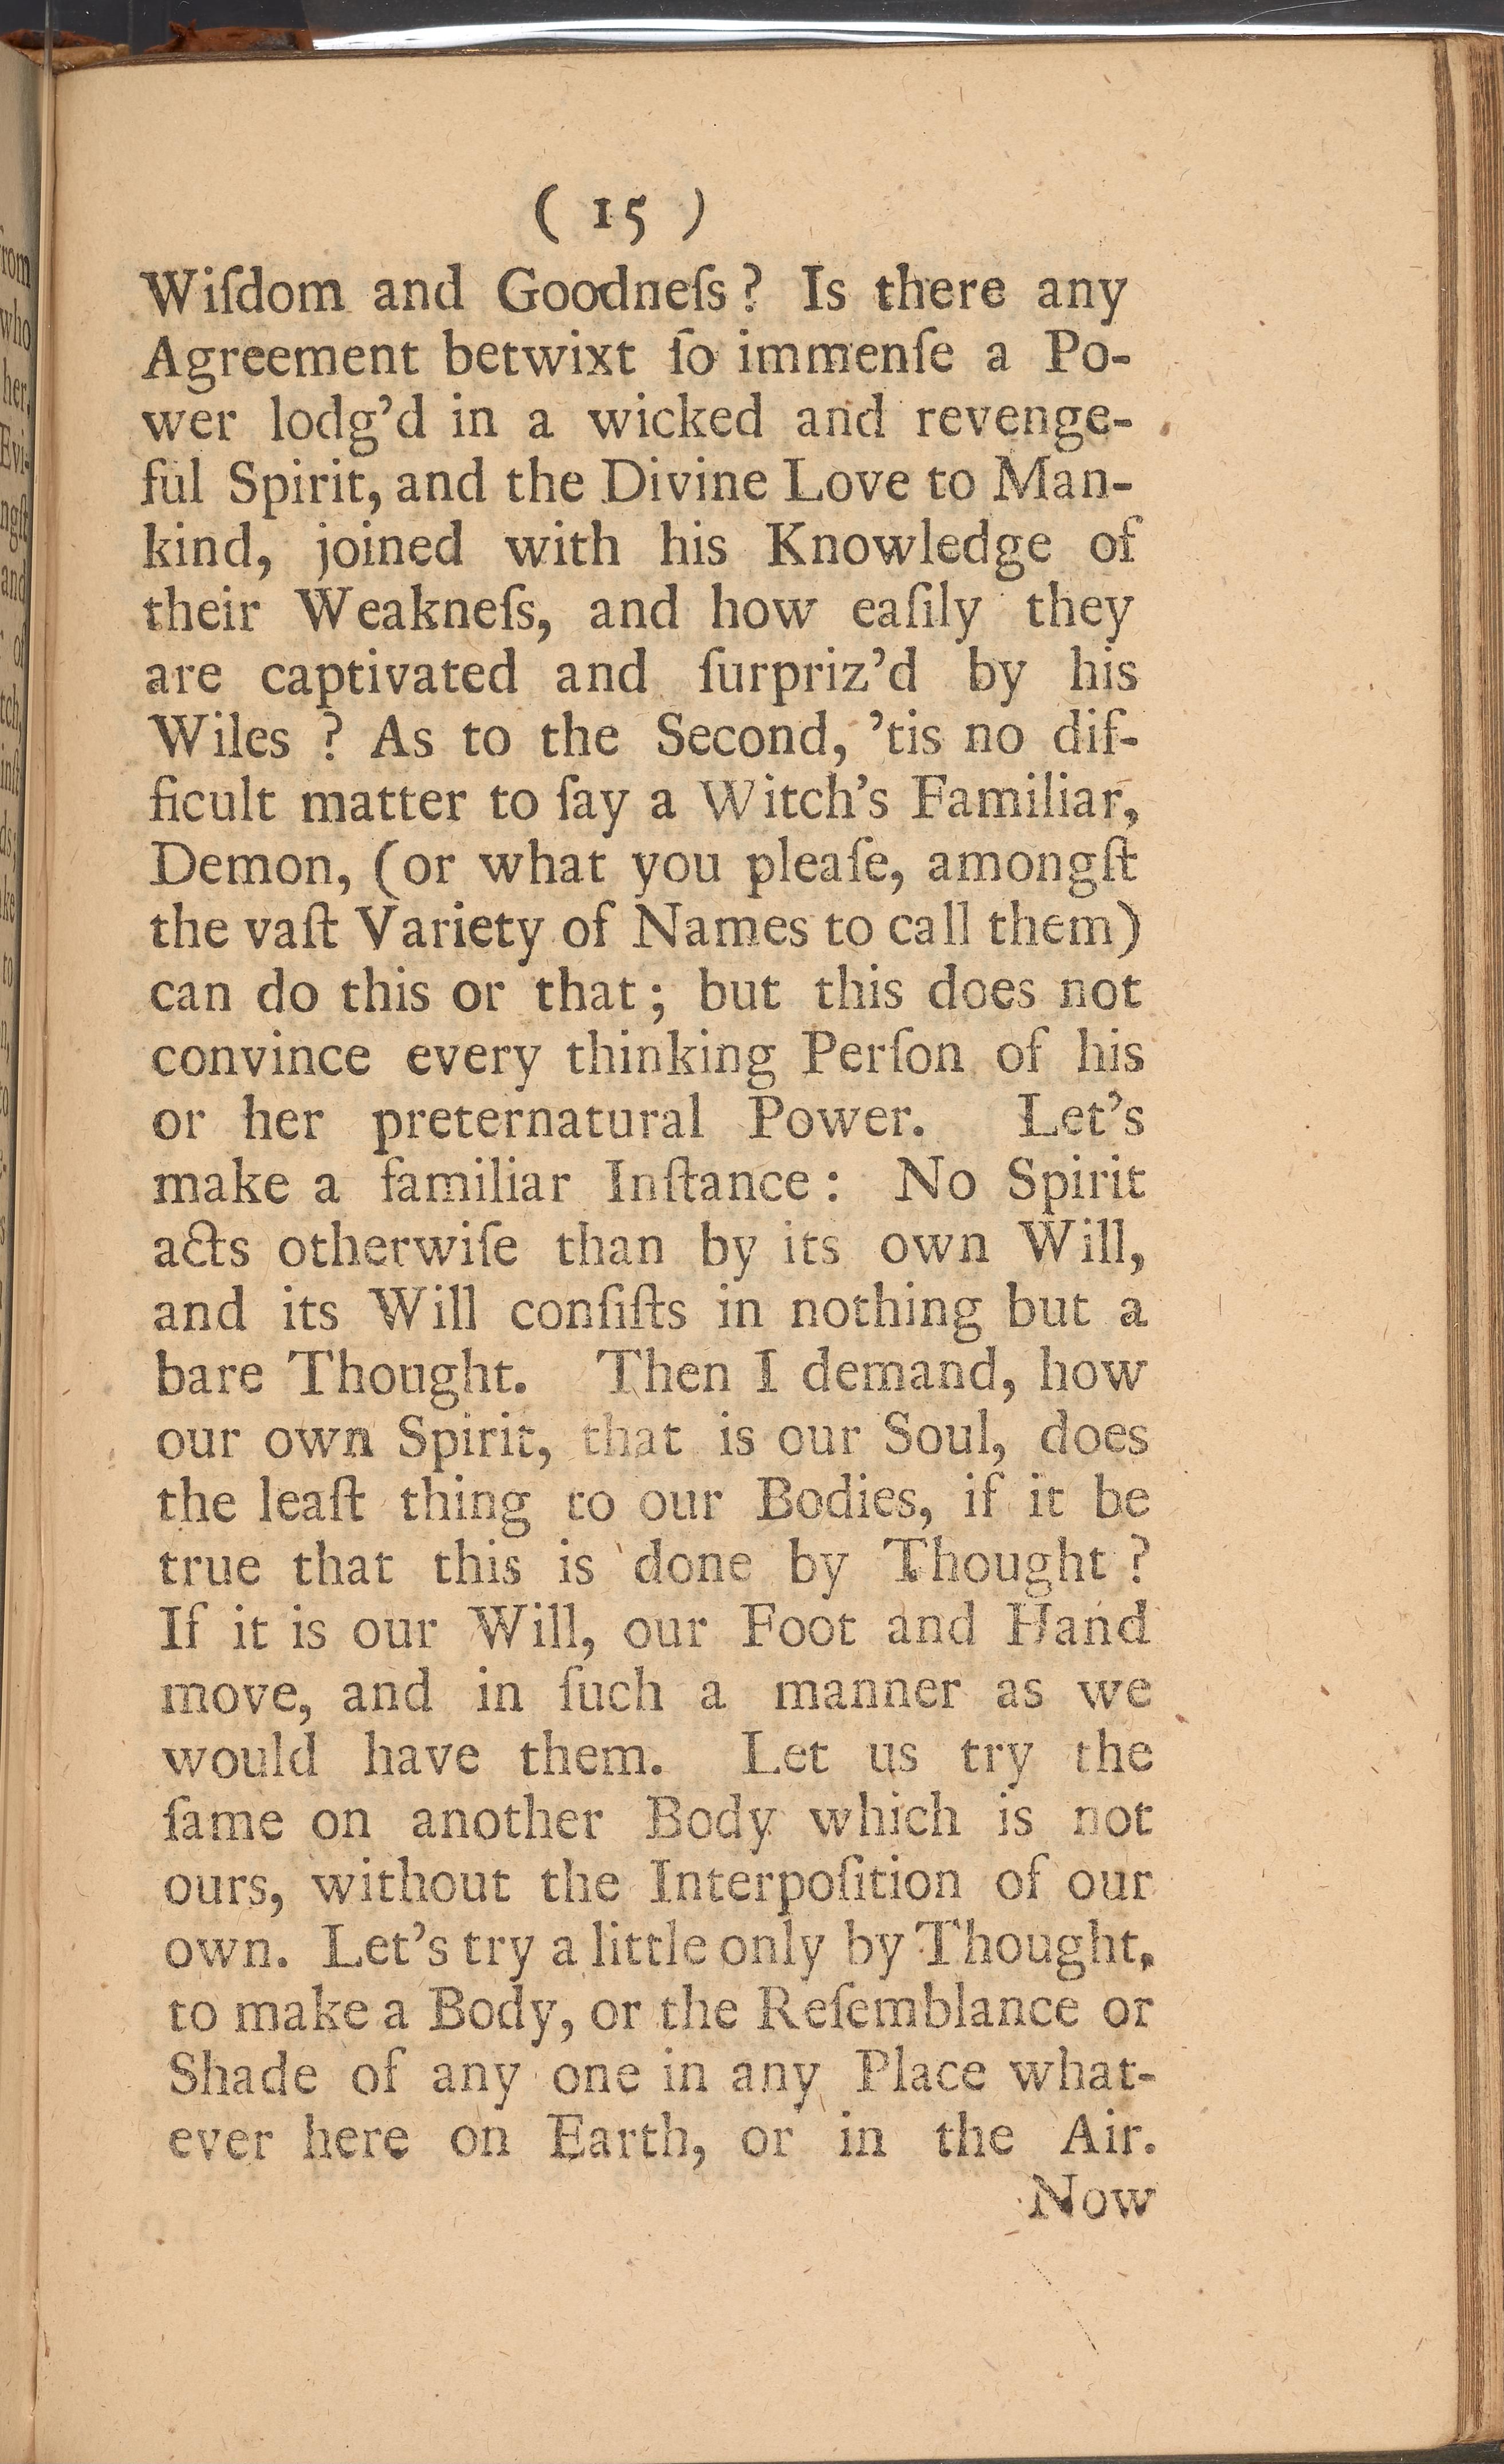 ( 15 )
Wiſdom and Goodneſs? Is there any
Agreement betwixt ſo immenſe a Po-
wer lodg’d in a wicked and revenge-
ful Spirit, and the Divine Love to Man-
kind, joined with his Knowledge of
their Weakneſs, and how eaſily they
are captivated and ſurpriz’d by his
Wiles ? As to the Second, ’tis no dif-
ficult matter to ſay a Witch’s Familiar,
Demon, (or what you pleaſe, amongſt
the vaſt Variety of Names to call them)
can do this or that; but this does not
convince every thinking Perſon of his
or her preternatural Power. Let’s
make a familiar Inſtance: No Spirit
acts otherwiſe than by its own Will,
and its Will conſiſts in nothing but a
bare Thought. Then I demand, how
our own Spirit, that is our Soul, does
the leaſt thing to our Bodies, if it be
true that this is done by Thought ?
If it is our Will, our Foot and Hand
move, and in ſuch a manner as we
would have them. Let us try the
ſame on another Body which is not
ours, without the Interpoſition of our
own. Let’s try a little only by Thought,
to make a Body, or the Reſemblance or
Shade of any one in any Place what-
ever here on Earth, or in the Air.
Now